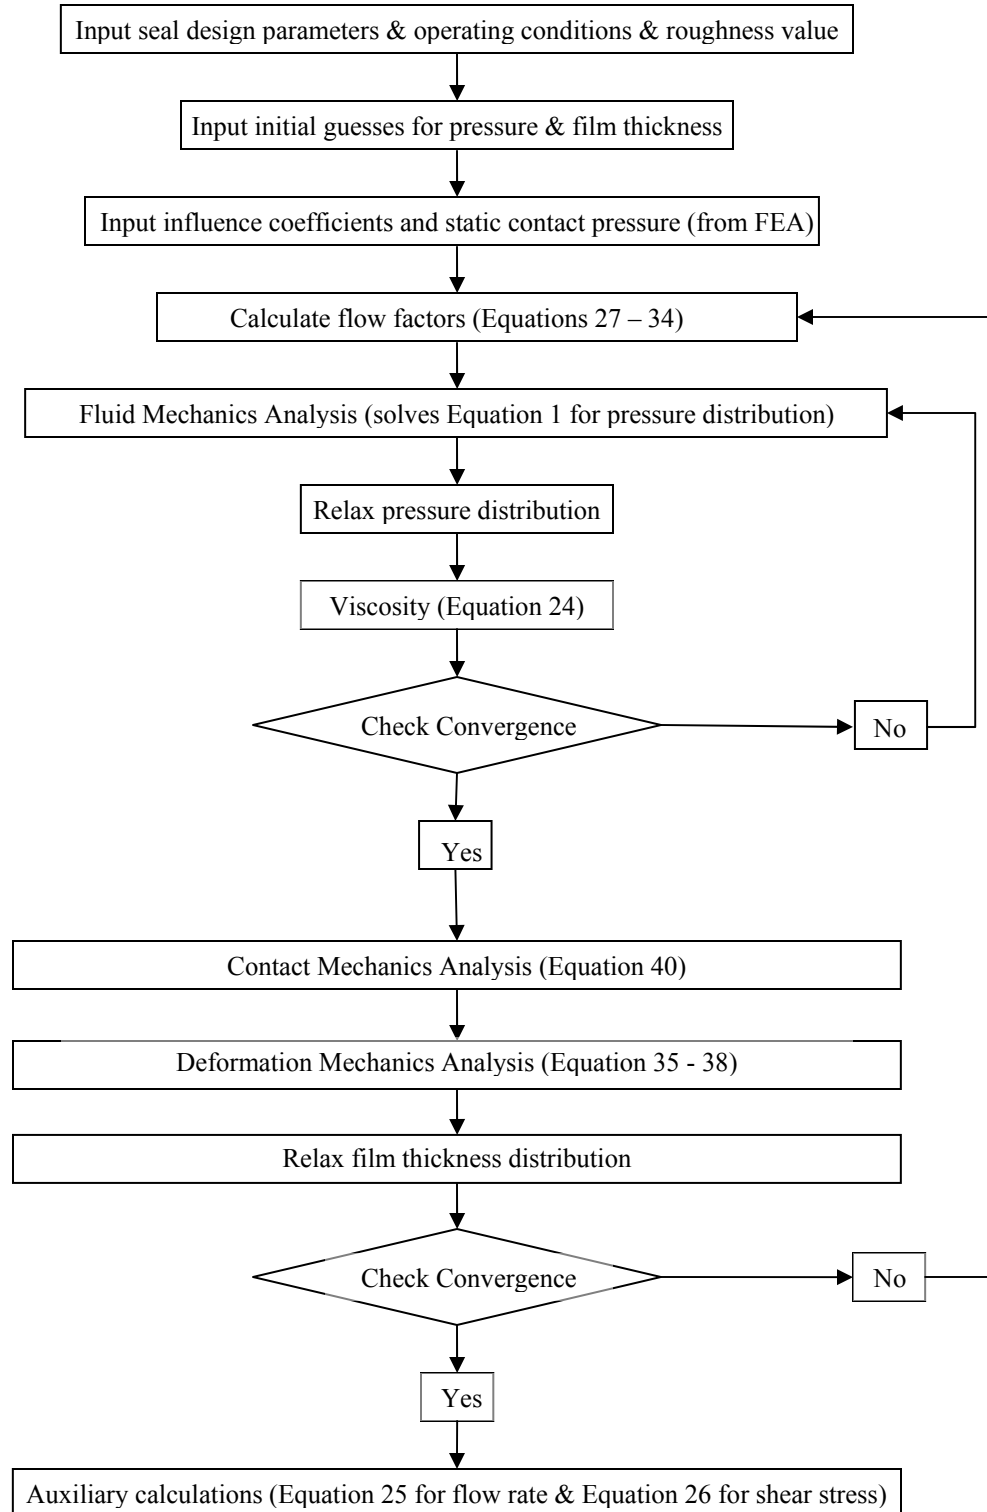 Input seal design parameters & operating conditions & roughness value
Input initial guesses for pressure & film thickness
Input influence coefficients and static contact pressure (from FEA)
Calculate flow factors (Equations 27 – 34)
Fluid Mechanics Analysis (solves Equation 1 for pressure distribution)
Relax pressure distribution
Viscosity (Equation 24)
Check Convergence
No
Yes
Contact Mechanics Analysis (Equation 40)
Deformation Mechanics Analysis (Equation 35 - 38)
Relax film thickness distribution
Check Convergence
No
Yes
Auxiliary calculations (Equation 25 for flow rate & Equation 26 for shear stress)